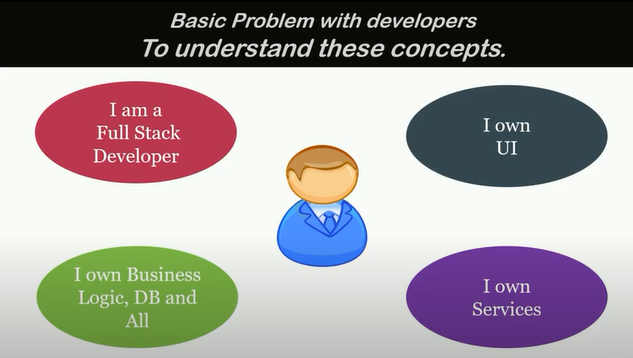 Basic Problem with developers
To understand these concepts.
I am a
Full Stack
Developer
I own
UI
I own Business
Logic, DB and
All
I own
Services